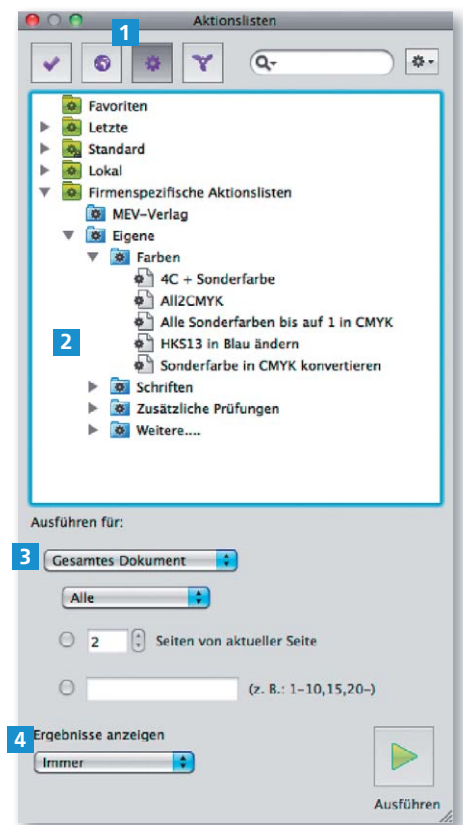 Aktionslisten
1
Favoriten
Letzte
Standard
Lokal
Firmenspezifische Aktionslisten
MEV-Verlag
Eigene
Farben
4C + Sonderfarbe
All2CMYK
Alle Sonderfarben bis auf 1 in CMYK
2
HKS13 in Blau ändern
Sonderfarbe in CMYK konvertieren
Schriften
Zusätzliche Prüfungen
Weitere....
Ausführen für:
3 Gesamtes Dokument
Alle
2 Seiten von aktueller Seite
(z. B.: 1-10,15,20-)
4 Ergebnisse anzeigen
Immer
Ausführen